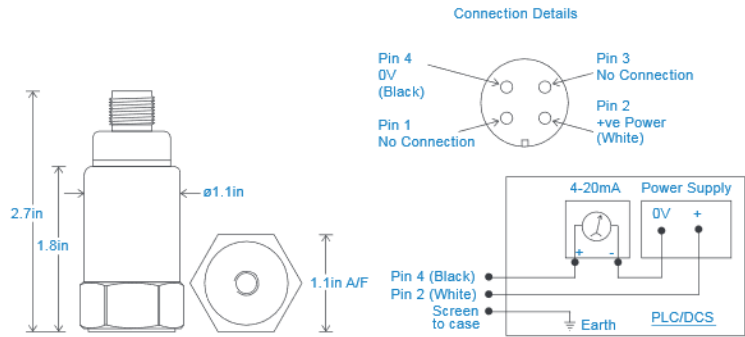 Connection Details
Pin 4
0V
(Black)
Pin 3
No Connection
Pin 1
No Connection
Pin 2
+ve Power
(White)
2.7in
1.8in
ø1.1in
1.1in A/F
4-20mA
Power Supply
0V +
+ -
Pin 4 (Black)
Pin 2 (White)
Screen
to case
Earth
PLC/DCS